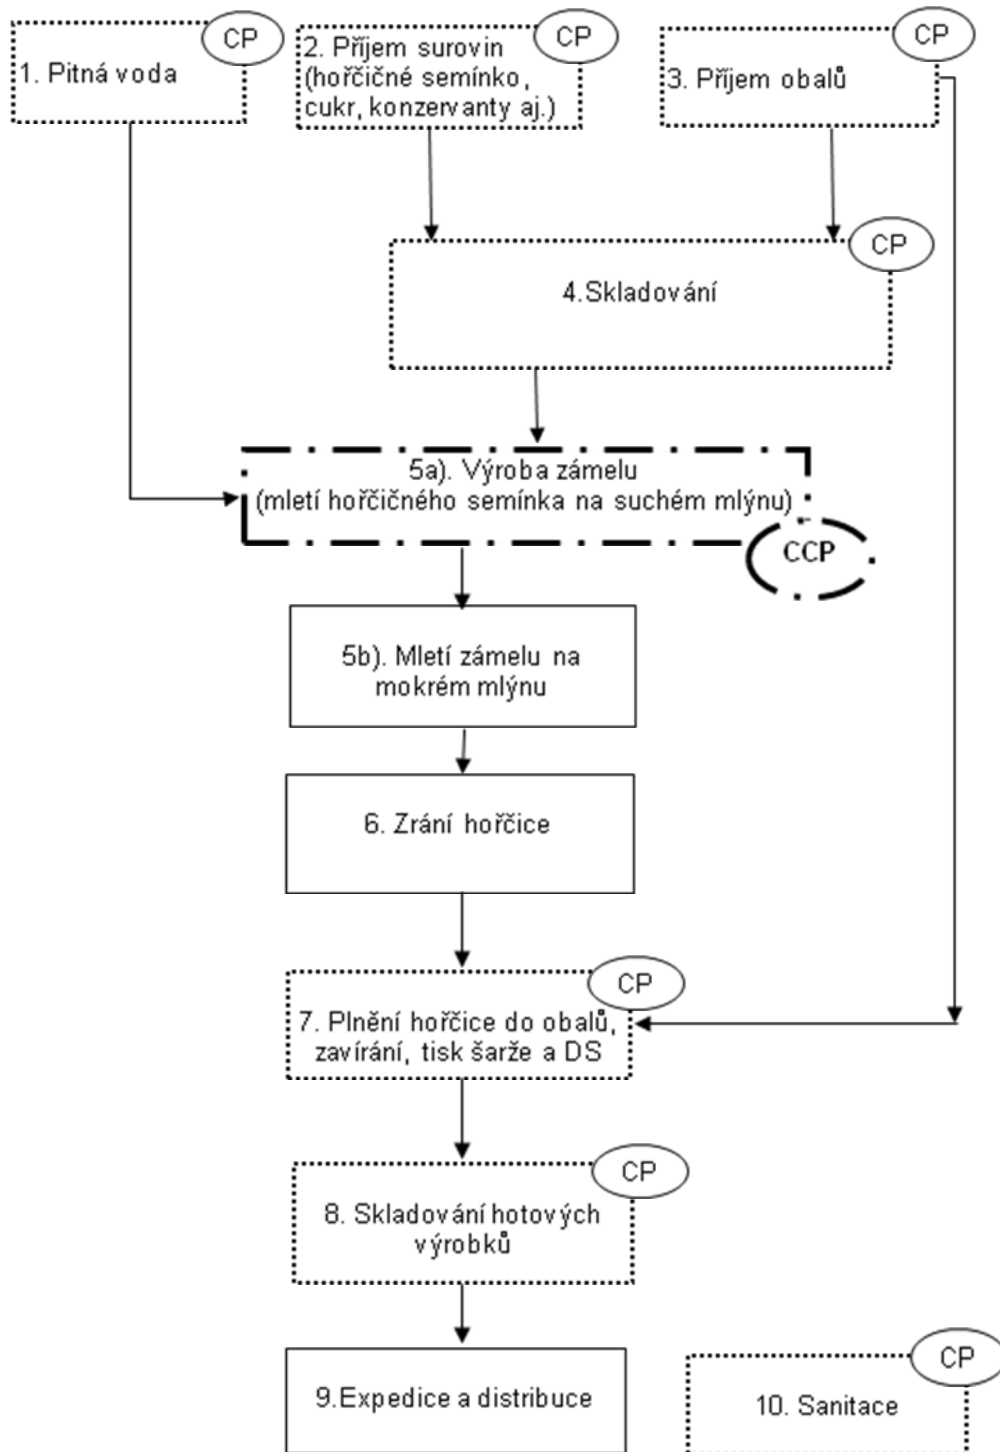 CP
1. Pitná voda
CP
2. Příjem surovin
(hořčičné semínko,
cukr, konzervanty aj.)
CP
3. Příjem obalů
CP
4.Skladování
5a). Výroba zámelu
(mletí hořčičného semínka na suchém mlýnu)
CCP
5b). Mletí zámelu na
mokrém mlýnu
6. Zrání hořčice
CP
7. Plnění hořčice do obalů,
zavírání, tisk šarže a DS
CP
8. Skladování hotových
výrobků
9.Expedice a distribuce
CP
10. Sanitace